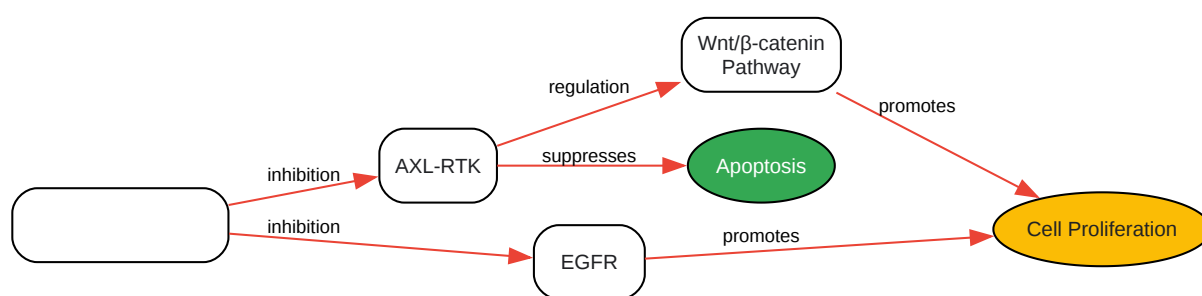 Wnt/β-catenin
Pathway
regulation
promotes
AXL-RTK
suppresses
Apoptosis
inhibition
inhibition
EGFR
promotes
Cell Proliferation